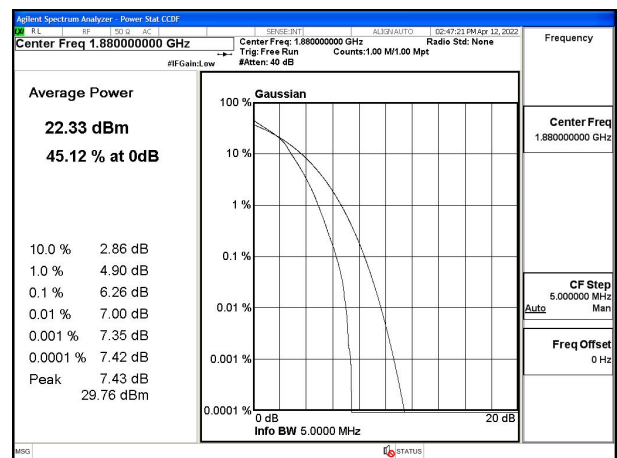 Agilent Spectrum Analyzer - Power Stat CCDF
RL RF 50 Ω AC SENSE:INT ALIGN AUTO 02:47:21 PM Apr 12, 2022
Center Freq 1.880000000 GHz
Center Freq: 1.880000000 GHz Radio Std: None
Trig: Free Run Counts:1.00 M/1.00 Mpt
#IFGain:Low #Atten: 40 dB
Frequency
Average Power
22.33 dBm
45.12 % at 0dB
10.0 % 2.86 dB
1.0 % 4.90 dB
0.1 % 6.26 dB
0.01 % 7.00 dB
0.001 % 7.35 dB
0.0001 % 7.42 dB
Peak 7.43 dB
29.76 dBm
Gaussian
100 %
10 %
1 %
0.1 %
0.01 %
0.001 %
0.0001 %
0 dB 20 dB
Info BW 5.0000 MHz
Center Freq
1.880000000 GHz
CF Step
5.000000 MHz
Auto Man
Freq Offset
0 Hz
MSG STATUS